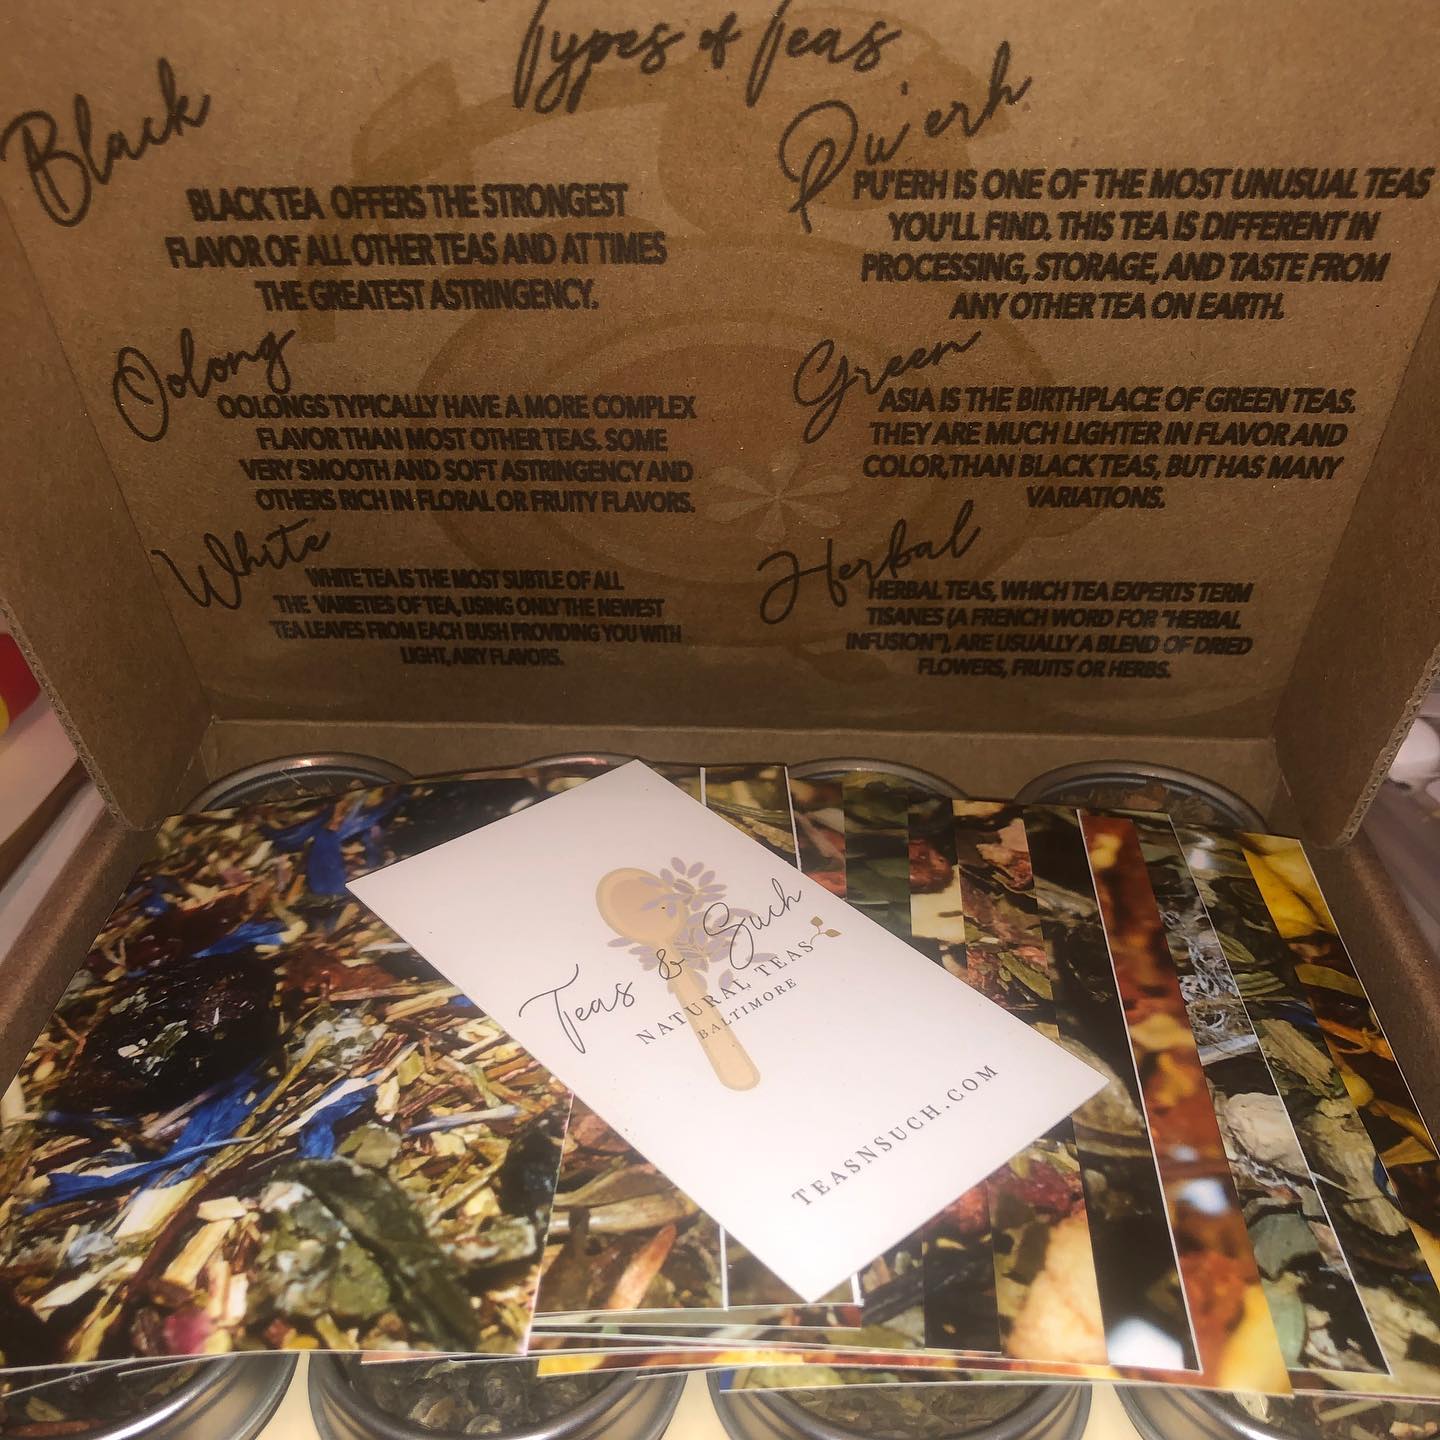 Types of Teas
Black
BLACK TEA OFFERS THE STRONGEST
FLAVOR OF ALL OTHER TEAS AND AT TIMES
THE GREATEST ASTRINGENCY.
Oolong
OOLONGS TYPICALLY HAVE A MORE COMPLEX
FLAVOR THAN MOST OTHER TEAS. SOME
VERY SMOOTH AND SOFT ASTRINGENCY AND
OTHERS RICH IN FLORAL OR FRUITY FLAVORS.
White
WHITE TEA IS THE MOST SUBTLE OF ALL
THE VARIETIES OF TEA, USING ONLY THE NEWEST
TEA LEAVES FROM EACH BUSH PROVIDING YOU WITH
LIGHT, AIRY FLAVORS.
Pu'erh
PU'ERH IS ONE OF THE MOST UNUSUAL TEAS
YOU'LL FIND. THIS TEA IS DIFFERENT IN
PROCESSING, STORAGE, AND TASTE FROM
ANY OTHER TEA ON EARTH.
Green
ASIA IS THE BIRTHPLACE OF GREEN TEAS.
THEY ARE MUCH LIGHTER IN FLAVOR AND
COLOR, THAN BLACK TEAS, BUT HAS MANY
VARIATIONS.
Herbal
HERBAL TEAS, WHICH TEA EXPERTS TERM
TISANES (A FRENCH WORD FOR "HERBAL
INFUSION"), ARE USUALLY A BLEND OF DRIED
FLOWERS, FRUITS OR HERBS.
Teas & Such
NATURAL TEAS
BALTIMORE
TEASNSUCH.COM